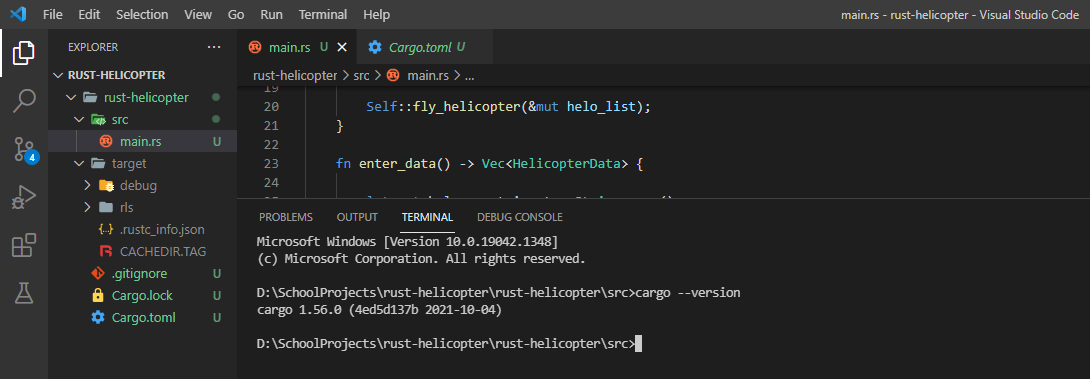 File Edit Selection View Go Run Terminal Help main.rs - rust-helicopter - Visual Studio Code
EXPLORER ...
RUST-HELICOPTER
rust-helicopter
src
main.rs U
target
debug
rls
.rustc_info.json
CACHEDIR.TAG
.gitignore U
Cargo.lock U
Cargo.toml U
4
main.rs U Cargo.toml U
rust-helicopter > src > main.rs > ...
19
20 Self::fly_helicopter(&mut helo_list);
21 }
22
23 fn enter_data() -> Vec<HelicopterData> {
24
PROBLEMS OUTPUT TERMINAL DEBUG CONSOLE
Microsoft Windows [Version 10.0.19042.1348]
(c) Microsoft Corporation. All rights reserved.
D:\SchoolProjects\rust-helicopter\rust-helicopter\src>cargo --version
cargo 1.56.0 (4ed5d137b 2021-10-04)
D:\SchoolProjects\rust-helicopter\rust-helicopter\src>